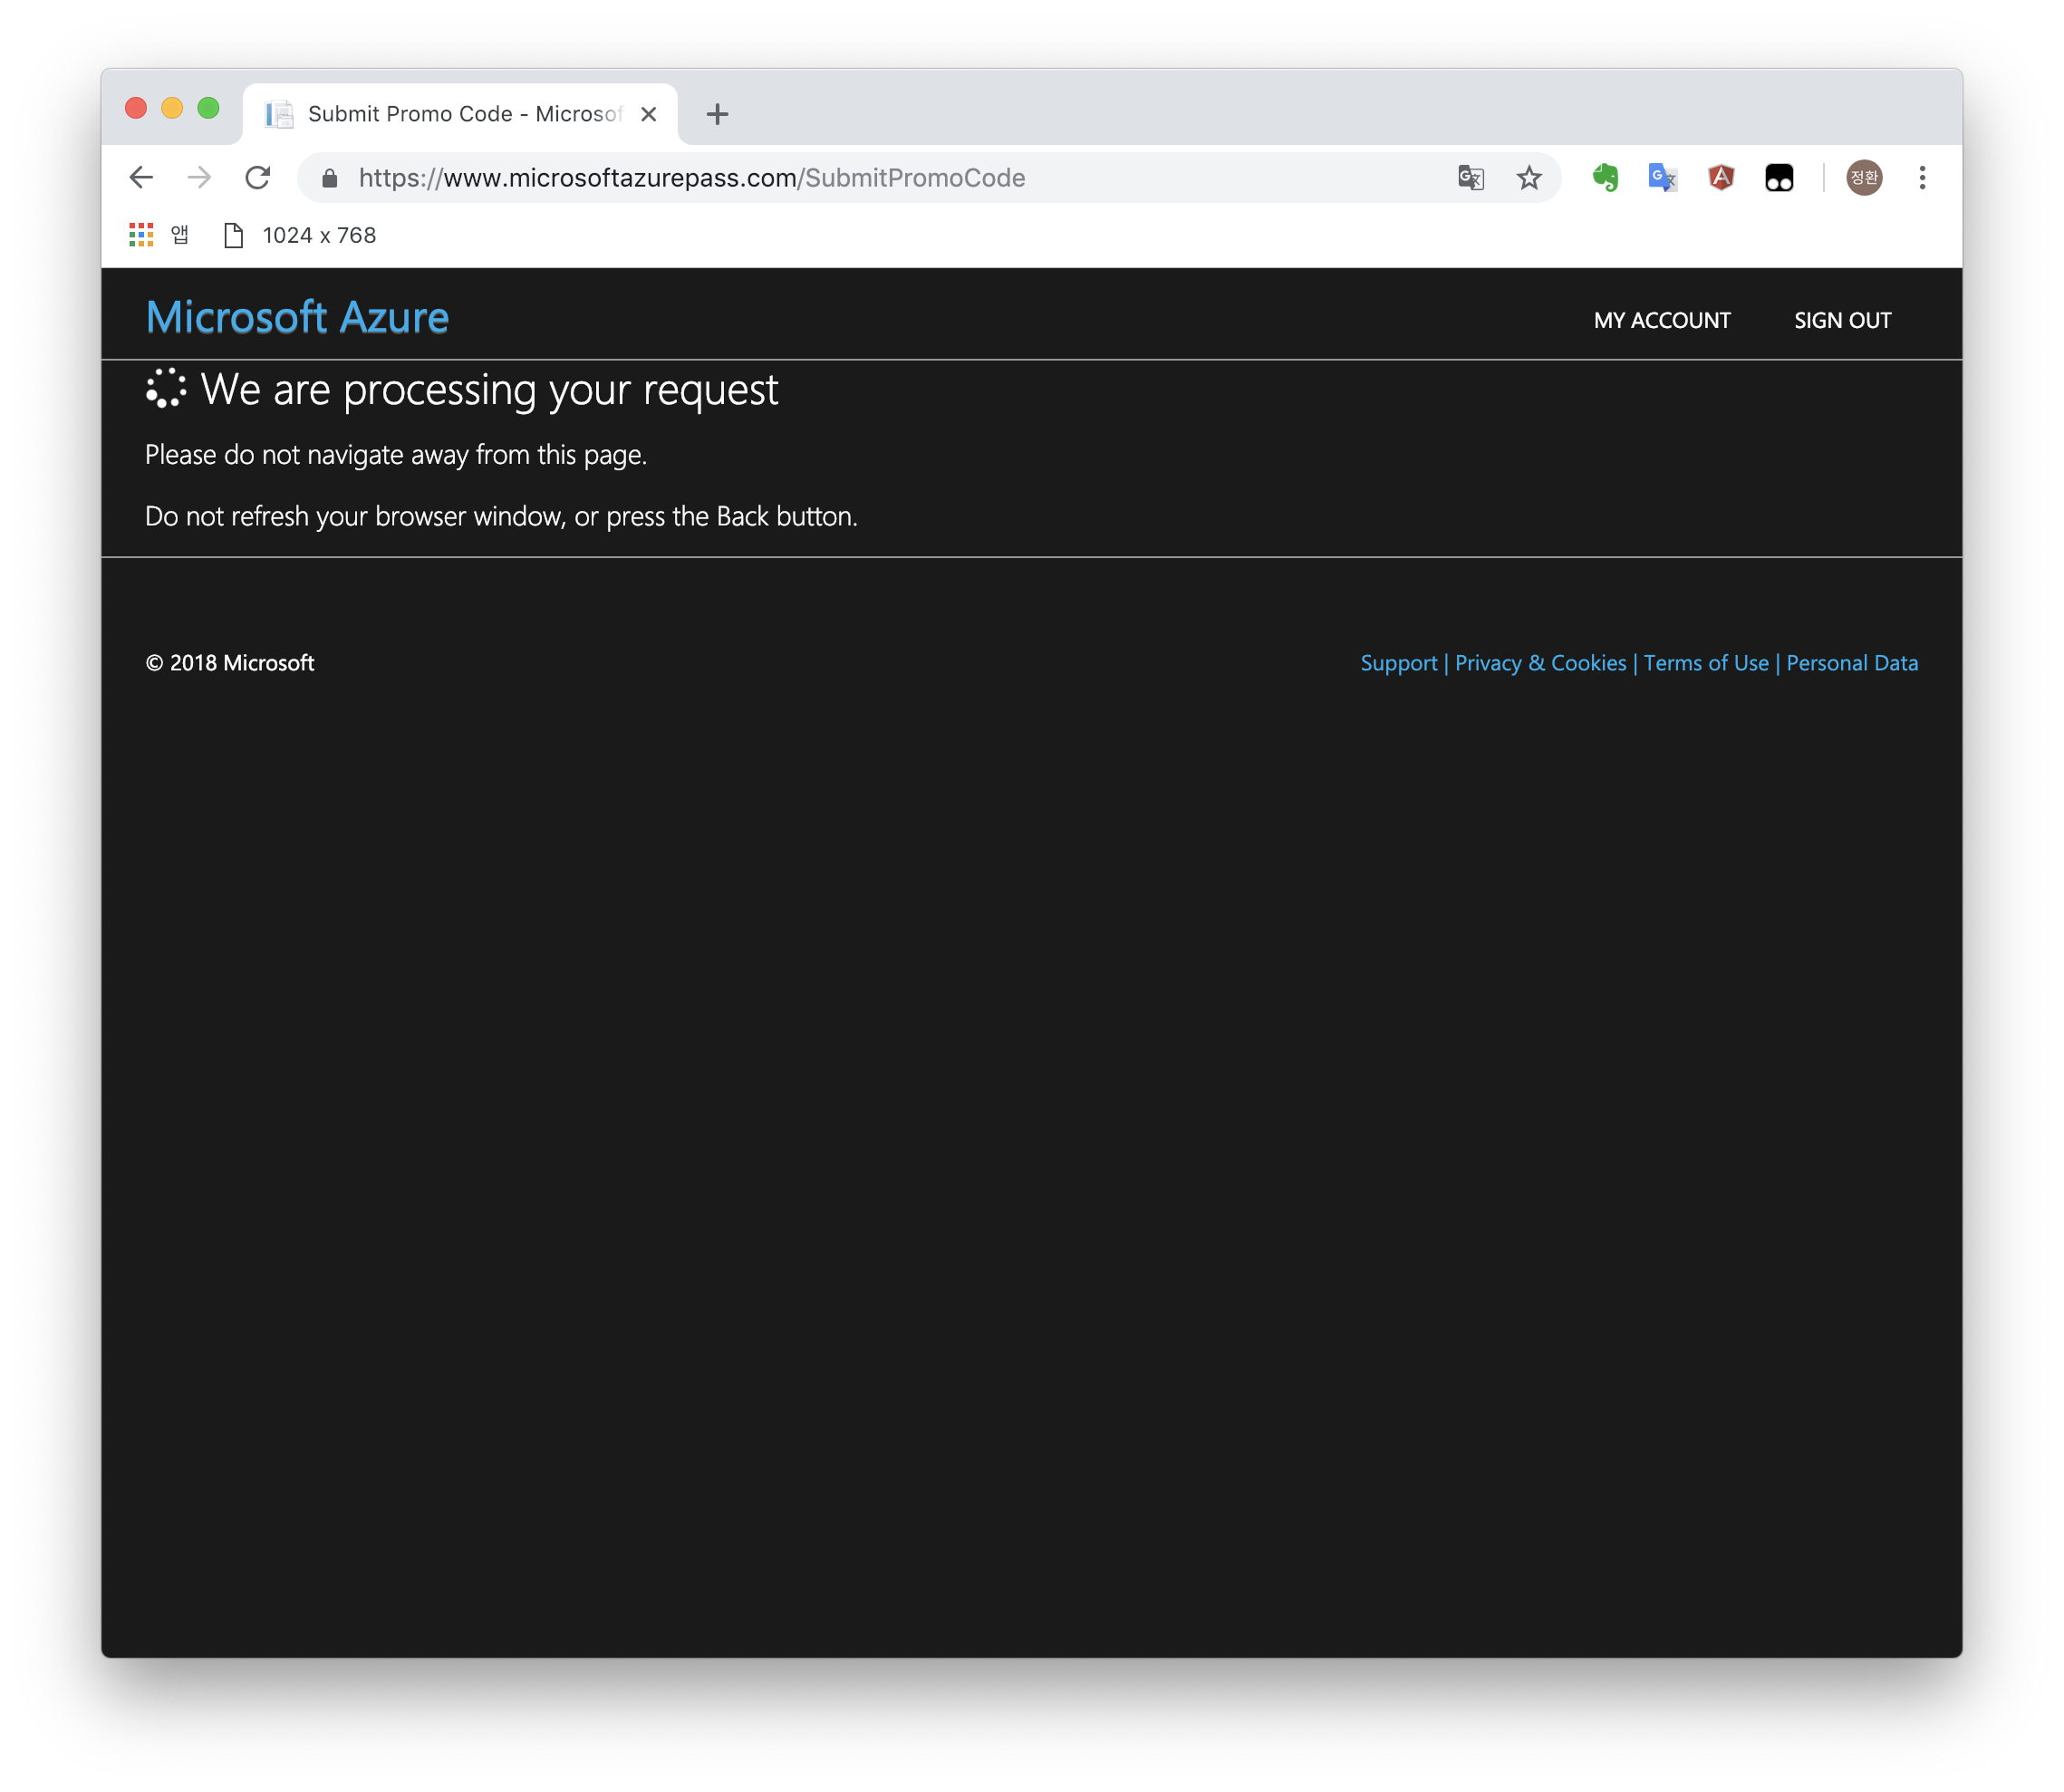 Submit Promo Code - Microsof
https://www.microsoftazurepass.com/SubmitPromoCode
정환
앱
1024 x 768
Microsoft Azure
MY ACCOUNT
SIGN OUT
We are processing your request
Please do not navigate away from this page.
Do not refresh your browser window, or press the Back button.
© 2018 Microsoft
Support | Privacy & Cookies | Terms of Use | Personal Data